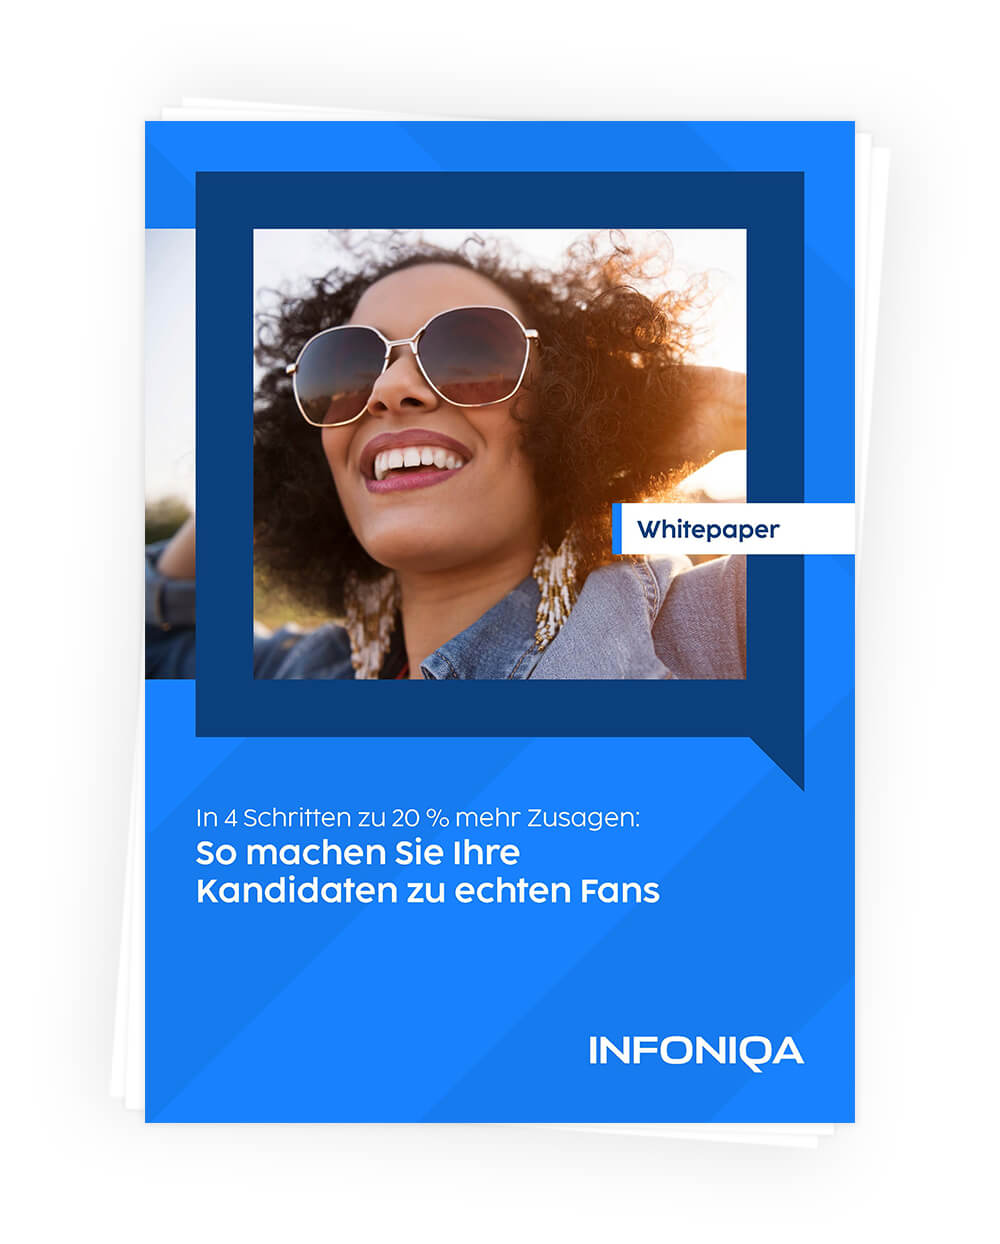 Whitepaper
In 4 Schritten zu 20 % mehr Zusagen:
So machen Sie Ihre
Kandidaten zu echten Fans
INFONIQA